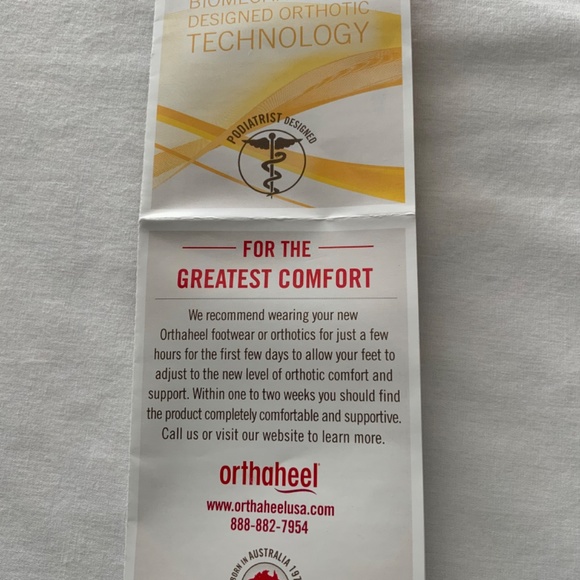 DESIGNED ORTHOTIC
TECHNOLOGY
PODIATRIST DESIGNED
FOR THE
GREATEST COMFORT
We recommend wearing your new
Orthaheel footwear or orthotics for just a few
hours for the first few days to allow your feet to
adjust to the new level of orthotic comfort and
support. Within one to two weeks you should find
the product completely comfortable and supportive.
Call us or visit our website to learn more.
orthaheel
www.orthaheelusa.com
888-882-7954
BORN IN AUSTRALIA